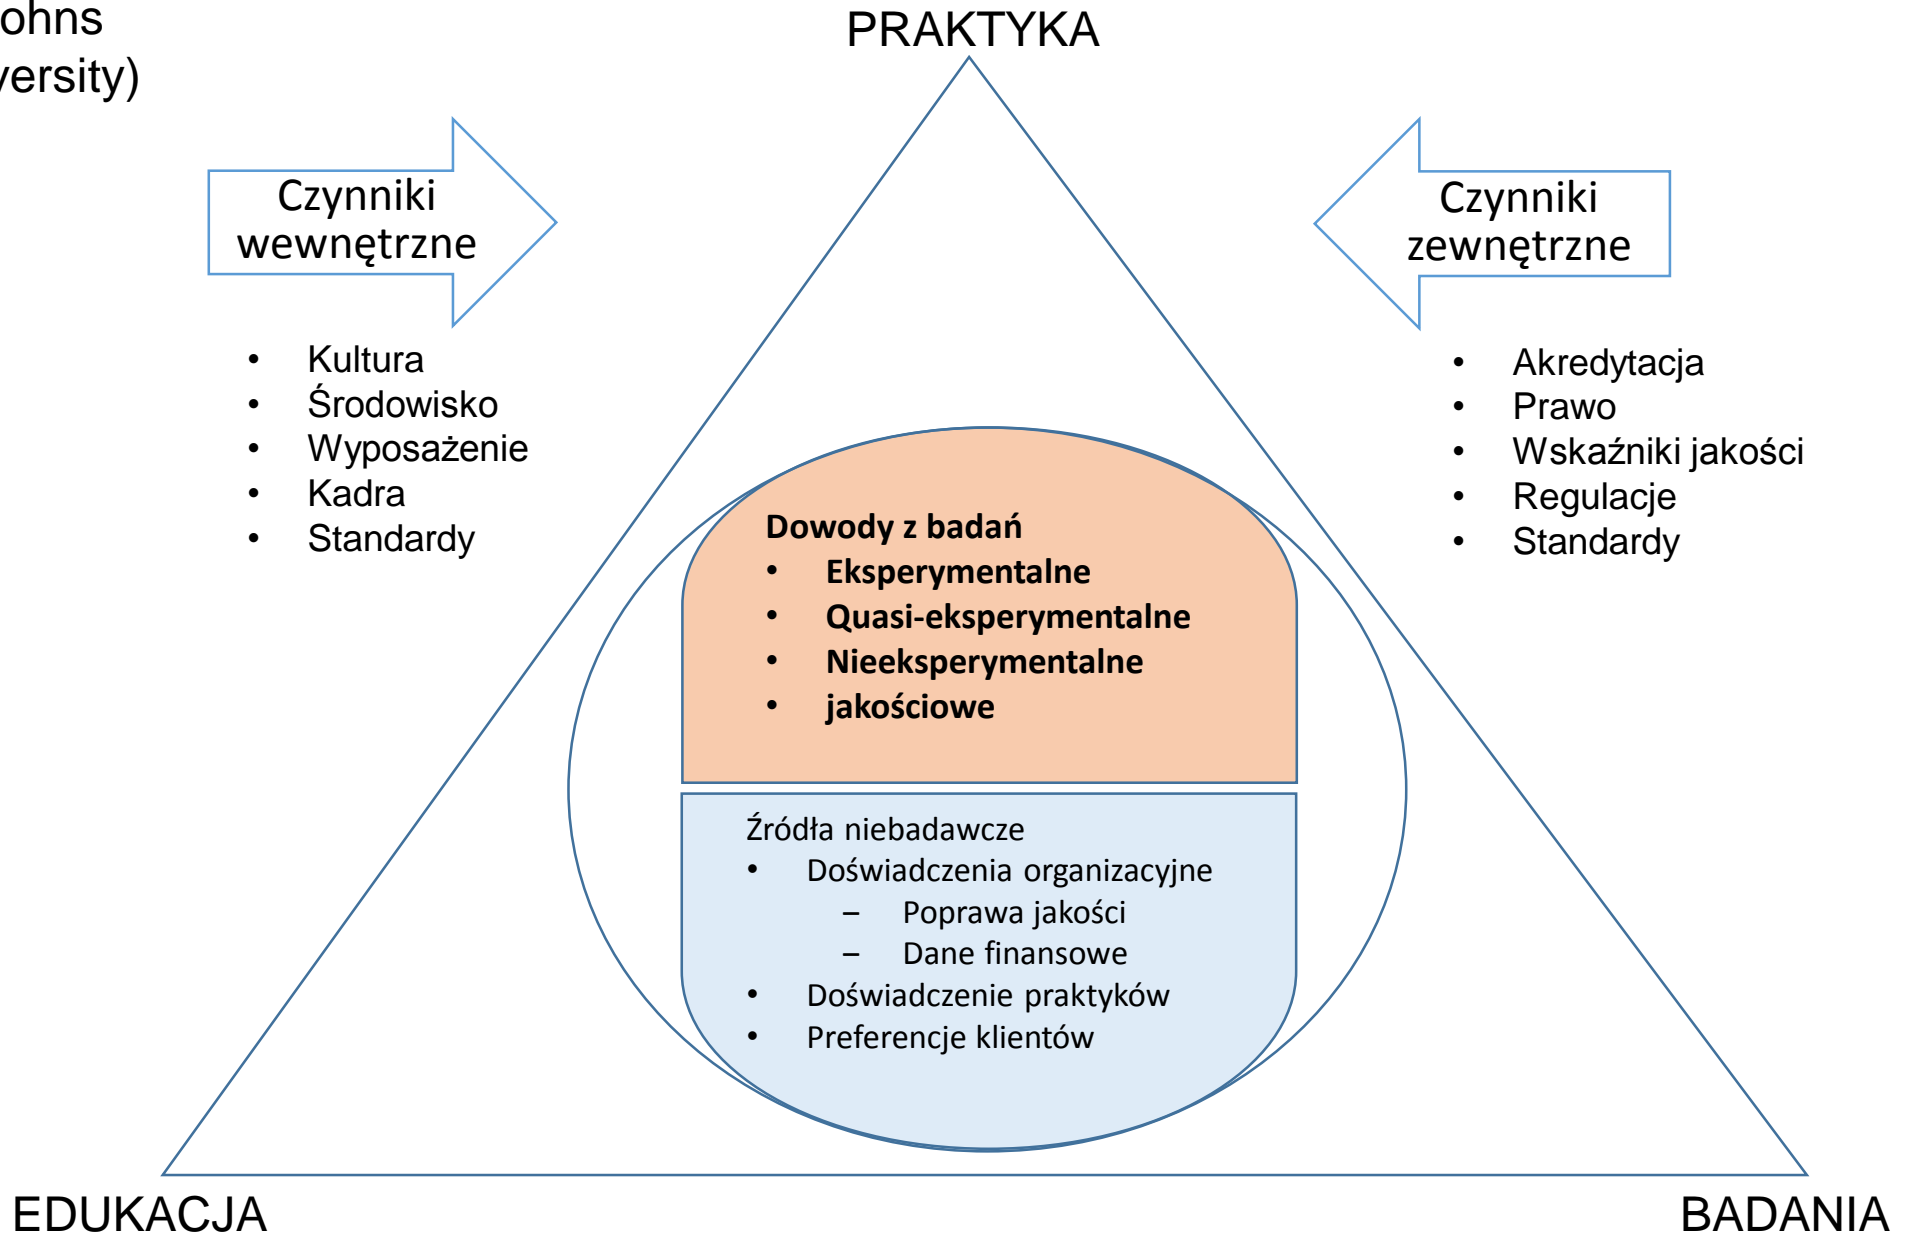 ohns
versity)
PRAKTYKA
Czynniki
wewnętrzne
• Kultura
• Środowisko
• Wyposażenie
• Kadra
• Standardy
Czynniki
zewnętrzne
• Akredytacja
• Prawo
• Wskaźniki jakości
• Regulacje
• Standardy
Dowody z badań
• Eksperymentalne
• Quasi-eksperymentalne
• Nieeksperymentalne
• jakościowe
Źródła niebadawcze
• Doświadczenia organizacyjne
– Poprawa jakości
– Dane finansowe
• Doświadczenie praktyków
• Preferencje klientów
EDUKACJA
BADANIA